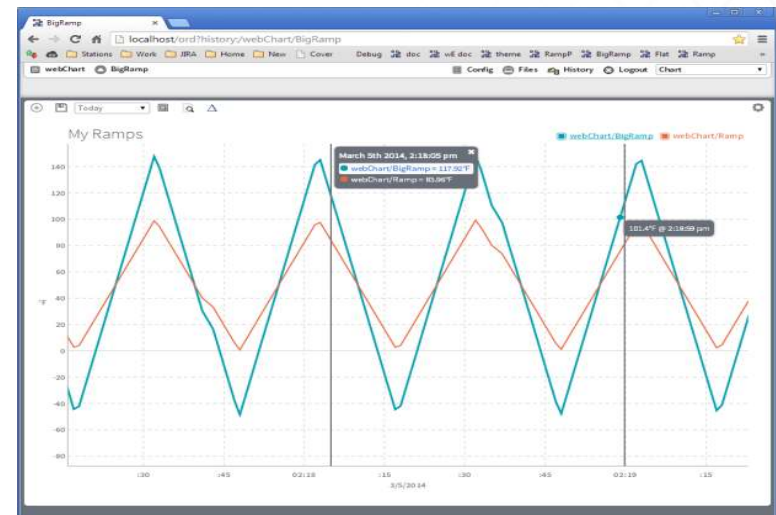 BigRamp
localhost/ord?history:/webChart/BigRamp
Stations Work JIRA Home New Cover Debug doc wE doc theme RampP BigRamp Flat Ramp
webChart BigRamp Config Files History Logout Chart
Today
My Ramps
webChart/BigRamp webChart/Ramp
March 5th 2014, 2:18:05 pm
webChart/BigRamp = 117.92°F
webChart/Ramp =
101.4°F @ 2:18:59 pm
140
120
100
80
60
°F
40
20
0
-20
-40
-60
-80
:30 :45 02:18 :15 :30 :45 02:19 :15
3/5/2014